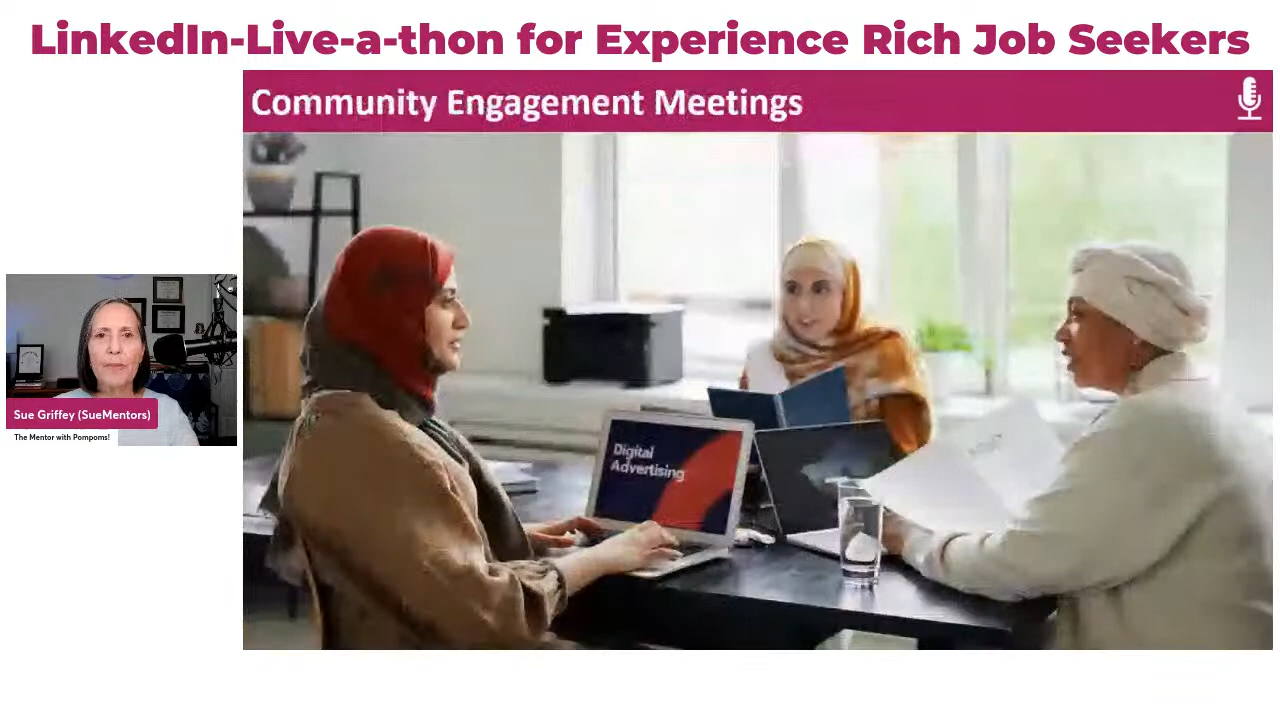 LinkedIn-Live-a-thon for Experience Rich Job Seekers
Community Engagement Meetings
Digital
Advertising
Sue Griffey (SueMentors)
The Mentor with Pompoms!